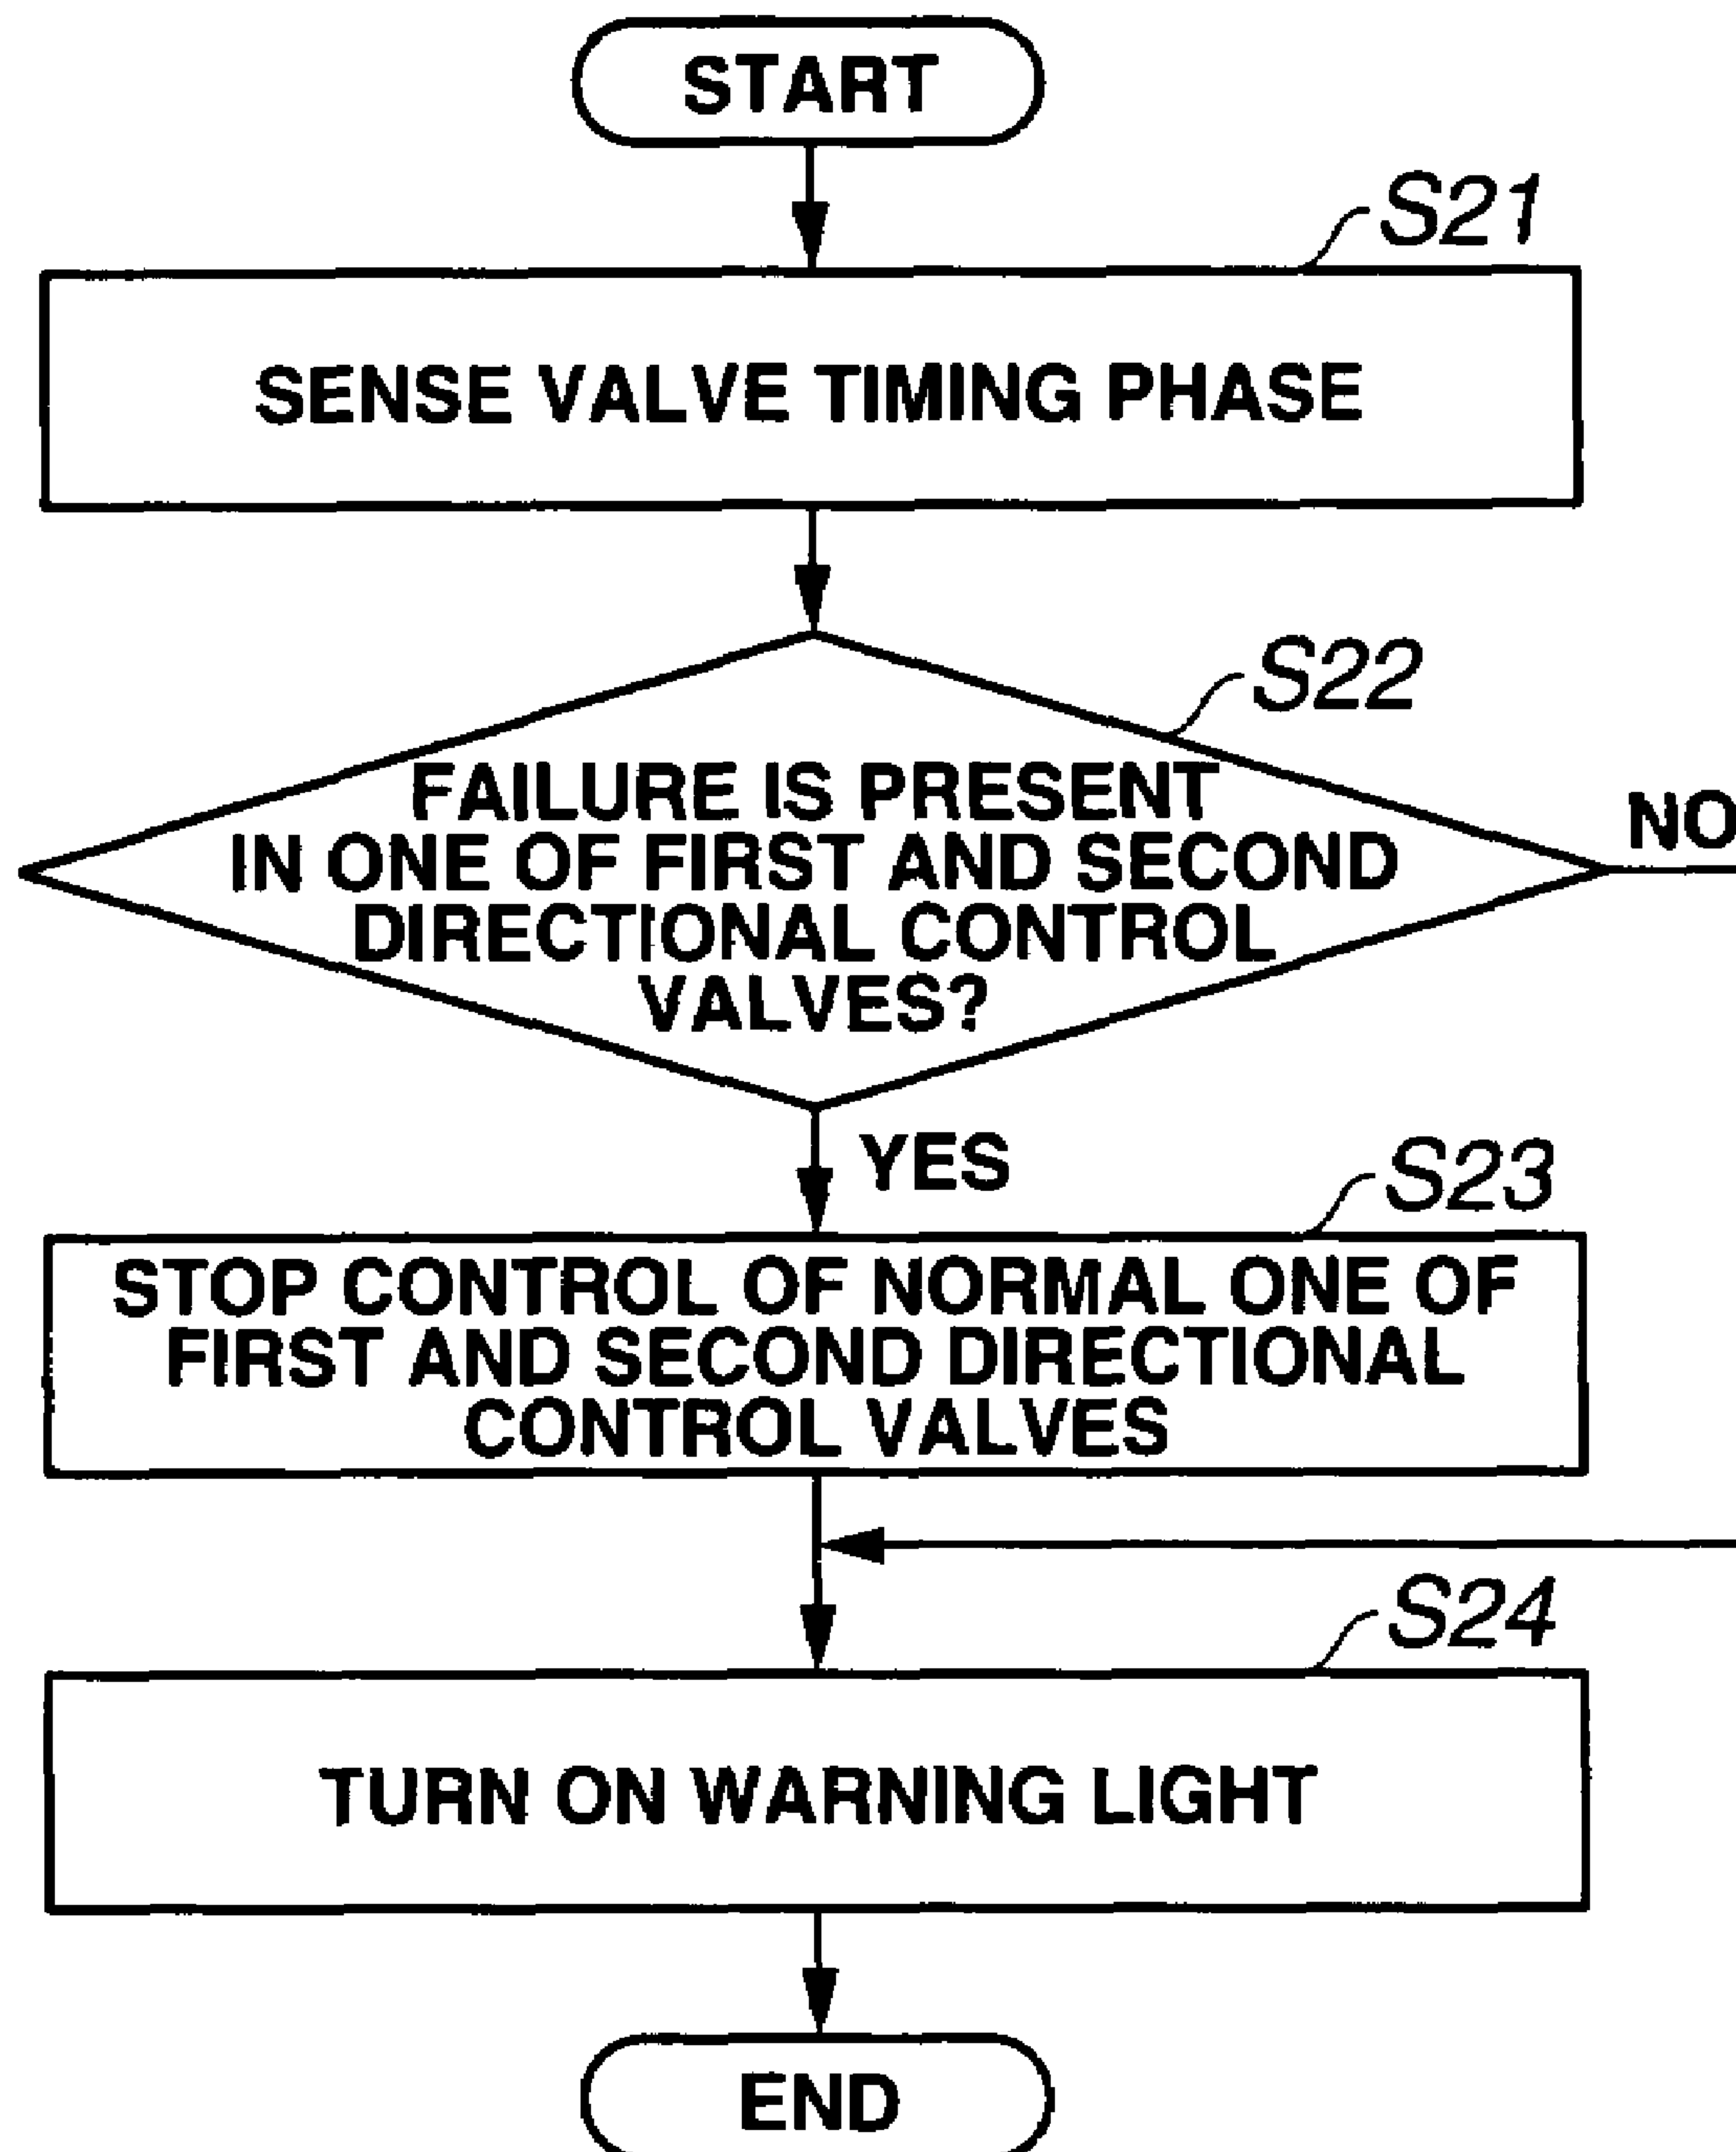 START
S21
SENSE VALVE TIMING PHASE
S22
FAILURE IS PRESENT
IN ONE OF FIRST AND SECOND
DIRECTIONAL CONTROL
VALVES?
NO
YES
S23
STOP CONTROL OF NORMAL ONE OF
FIRST AND SECOND DIRECTIONAL
CONTROL VALVES
S24
TURN ON WARNING LIGHT
END